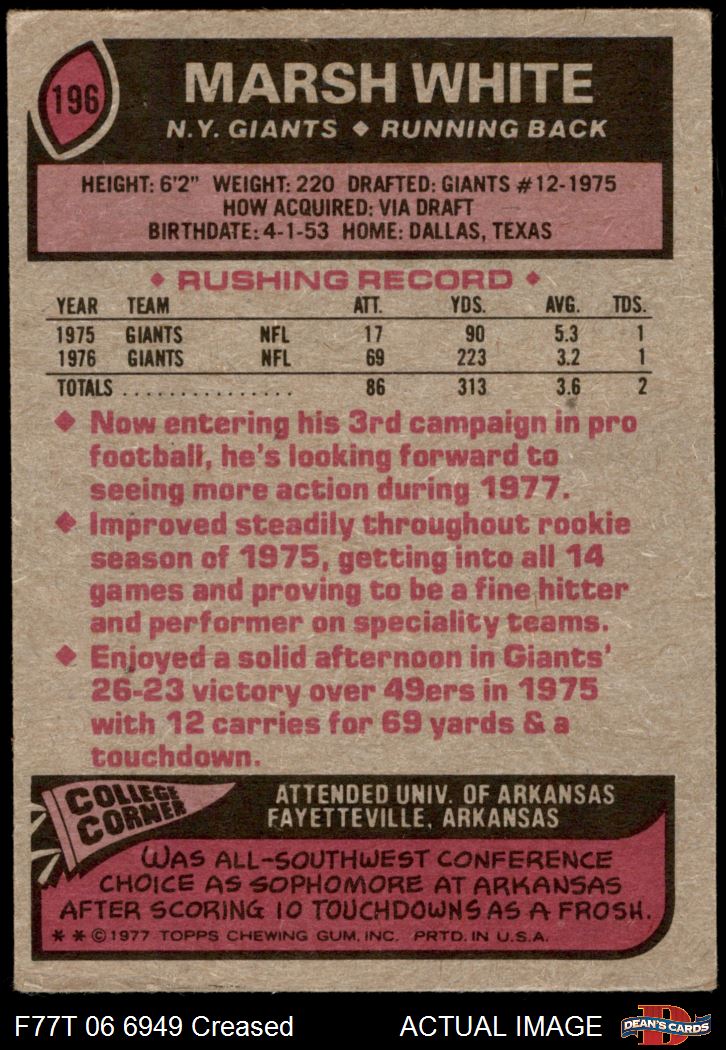 196
MARSH WHITE
N.Y. GIANTS ◆ RUNNING BACK
HEIGHT: 6'2" WEIGHT: 220 DRAFTED: GIANTS #12-1975
HOW ACQUIRED: VIA DRAFT
BIRTHDATE: 4-1-53 HOME: DALLAS, TEXAS
◆ RUSHING RECORD ◆
YEAR TEAM ATT. YDS. AVG. TDS.
1975 GIANTS NFL 17 90 5.3 1
1976 GIANTS NFL 69 223 3.2 1
TOTALS ............... 86 313 3.6 2
◆ Now entering his 3rd campaign in pro
football, he's looking forward to
seeing more action during 1977.
◆ Improved steadily throughout rookie
season of 1975, getting into all 14
games and proving to be a fine hitter
and performer on speciality teams.
◆ Enjoyed a solid afternoon in Giants'
26-23 victory over 49ers in 1975
with 12 carries for 69 yards & a
touchdown.
COLLEGE
CORNER
ATTENDED UNIV. OF ARKANSAS
FAYETTEVILLE, ARKANSAS
WAS ALL-SOUTHWEST CONFERENCE
CHOICE AS SOPHOMORE AT ARKANSAS
AFTER SCORING 10 TOUCHDOWNS AS A FROSH.
* * © 1977 TOPPS CHEWING GUM, INC. PRTD. IN U.S.A.
F77T 06 6949 Creased ACTUAL IMAGE
D
DEAN'S CARDS